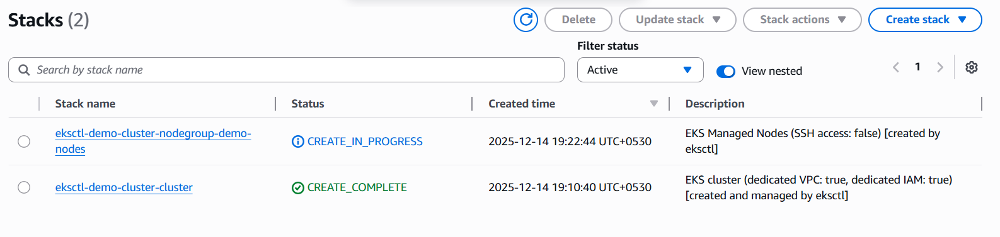 Stacks (2)
Delete
Update stack
Stack actions
Create stack
Filter status
Search by stack name
Active
View nested
1
Stack name
Status
Created time
Description
eksctl-demo-cluster-nodegroup-demo-
nodes
CREATE_IN_PROGRESS
2025-12-14 19:22:44 UTC+0530
EKS Managed Nodes (SSH access: false) [created by
eksctl]
eksctl-demo-cluster-cluster
CREATE_COMPLETE
2025-12-14 19:10:40 UTC+0530
EKS cluster (dedicated VPC: true, dedicated IAM: true)
[created and managed by eksctl]